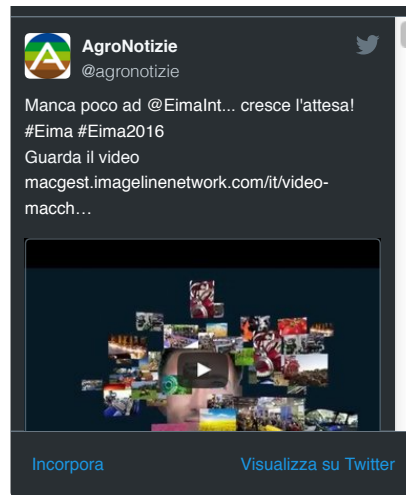 AgroNotizie
@agronotizie
Manca poco ad @EimaInt... cresce l'attesa!
#Eima #Eima2016
Guarda il video
macgest.imagelinenetwork.com/it/video-
macch…
Incorpora
Visualizza su Twitter